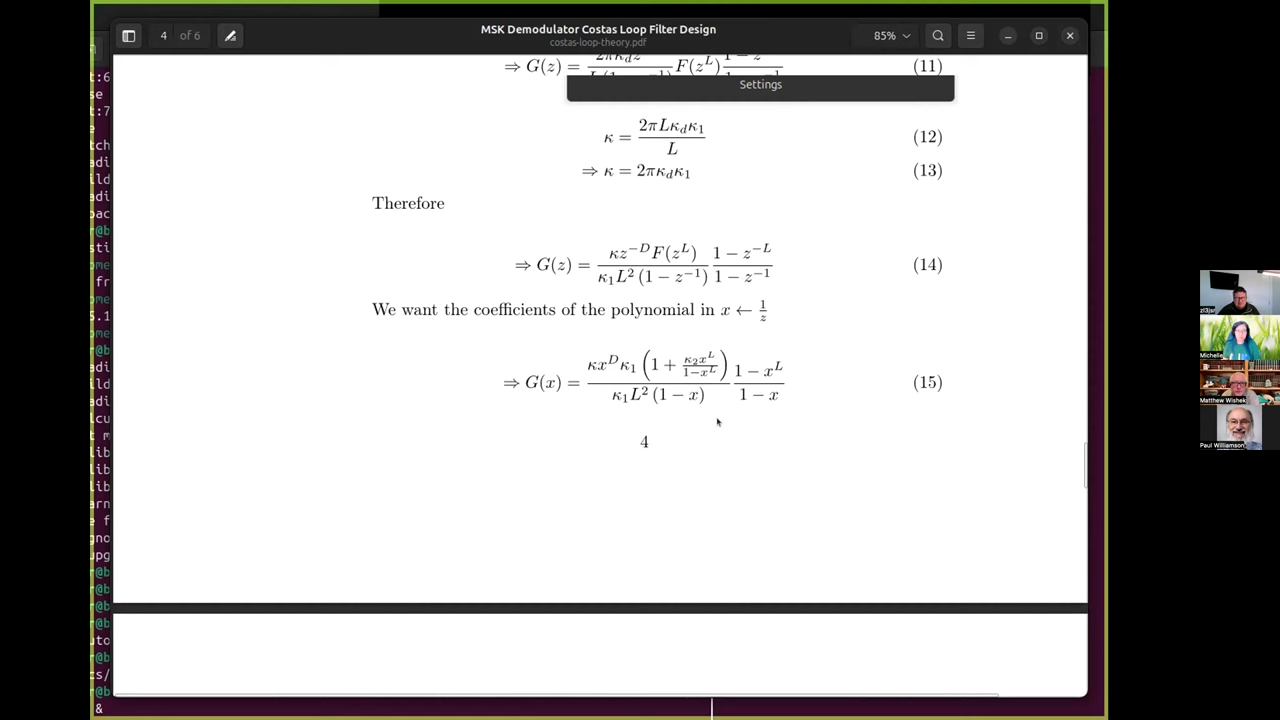 MSK Demodulator Costas Loop Filter Design
costas-loop-theory.pdf
4 of 6
85%
Settings
⇒ G(z) = F(z^L) (11)
κ = 2πLκ_dκ_1 / L (12)
⇒ κ = 2πκ_dκ_1 (13)
Therefore
⇒ G(z) = κz^{-D}F(z^L) / κ_1L^2 (1 − z^{-1}) · 1 − z^{-L} / 1 − z^{-1} (14)
We want the coefficients of the polynomial in x ← 1/z
⇒ G(x) = κx^Dκ_1 (1 + κ_2x^L / 1−x^L) / κ_1L^2 (1 − x) · 1 − x^L / 1 − x (15)
4
zl3jsr
Michelle
Matthew Wishek
Paul Williamson
&